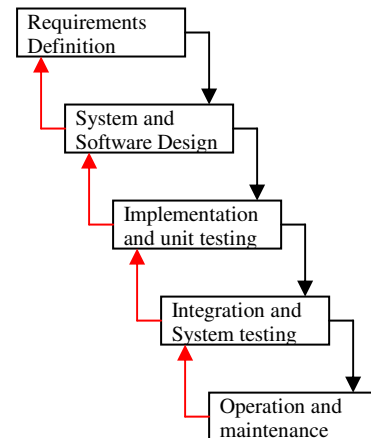 Requirements
Definition
System and
Software Design
Implementation
and unit testing
Integration and
System testing
Operation and
maintenance